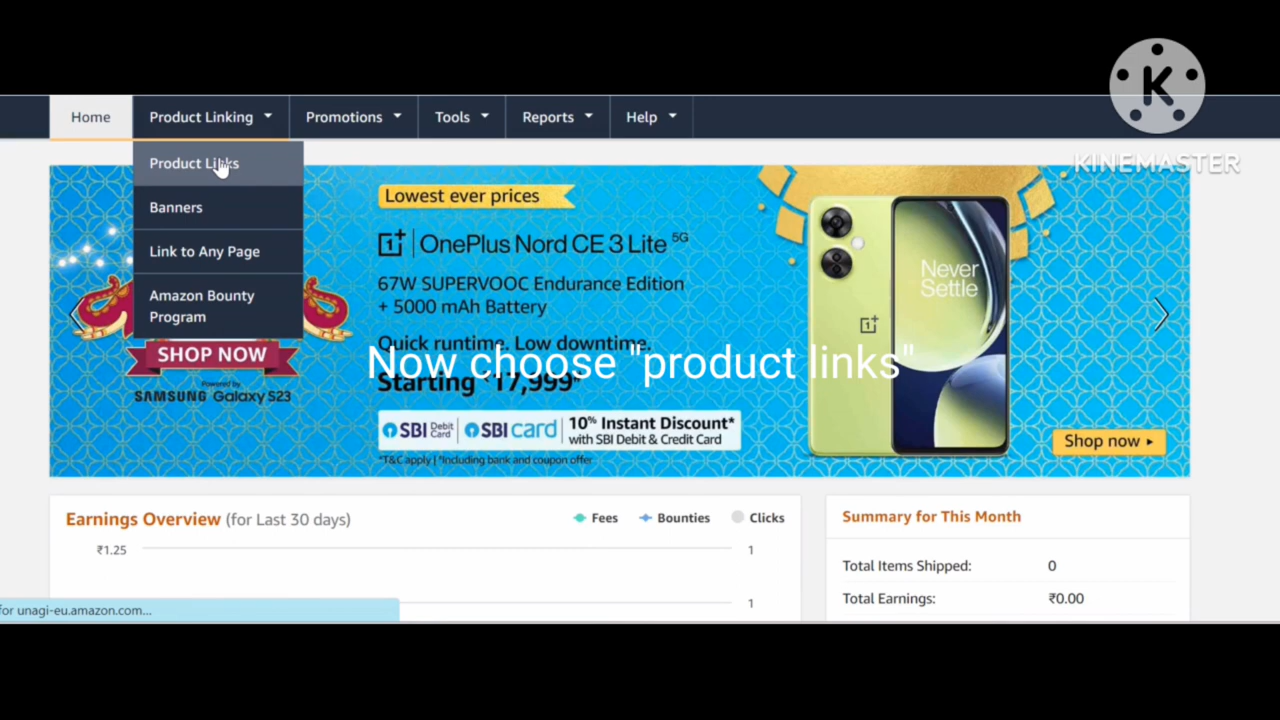 K
KINEMASTER
Home
Product Linking
Promotions
Tools
Reports
Help
Product Links
Banners
Link to Any Page
Amazon Bounty
Program
SHOP NOW
Powered by
SAMSUNG Galaxy S23
Lowest ever prices
1+ | OnePlus Nord CE 3 Lite 5G
67W SUPERVOOC Endurance Edition
+ 5000 mAh Battery
Quick runtime. Low downtime.
Now choose "product links"
Starting ₹17,999*
SBI Debit Card | SBI card | 10% Instant Discount*
with SBI Debit & Credit Card
*T&C apply | *Including bank and coupon offer
Never
Settle
1+
Shop now
Earnings Overview (for Last 30 days)
Fees
Bounties
Clicks
₹1.25
1
1
Summary for This Month
Total Items Shipped: 0
Total Earnings: ₹0.00
for unagi-eu.amazon.com...